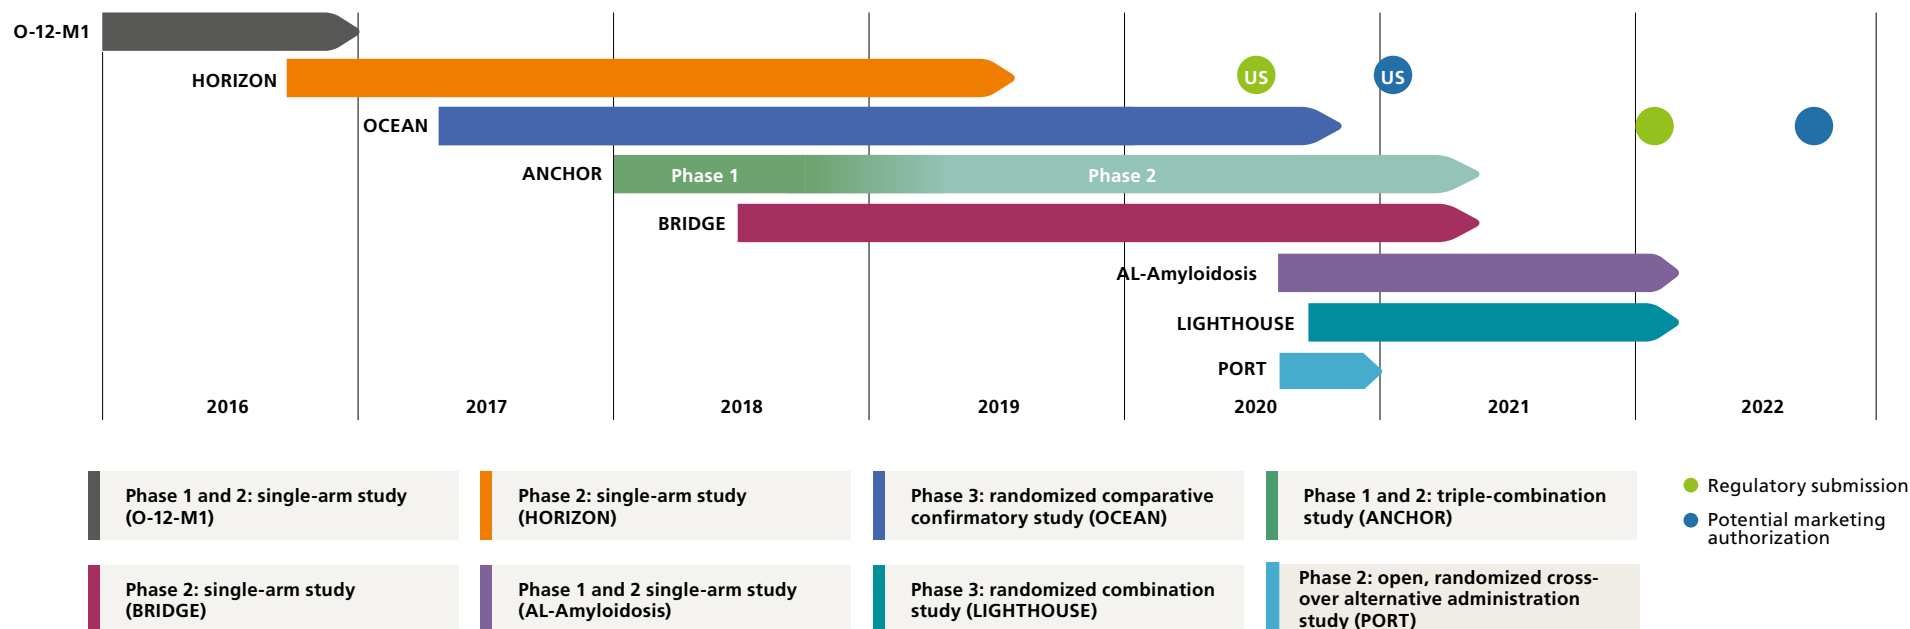 O-12-M1
HORIZON
US
US
OCEAN
ANCHOR
Phase 1
Phase 2
BRIDGE
AL-Amyloidosis
LIGHTHOUSE
PORT
2016
2017
2018
2019
2020
2021
2022
Phase 1 and 2: single-arm study
(O-12-M1)
Phase 2: single-arm study
(HORIZON)
Phase 3: randomized comparative
confirmatory study (OCEAN)
Phase 1 and 2: triple-combination
study (ANCHOR)
Regulatory submission
Potential marketing
authorization
Phase 2: single-arm study
(BRIDGE)
Phase 1 and 2 single-arm study
(AL-Amyloidosis)
Phase 3: randomized combination
study (LIGHTHOUSE)
Phase 2: open, randomized cross-
over alternative administration
study (PORT)